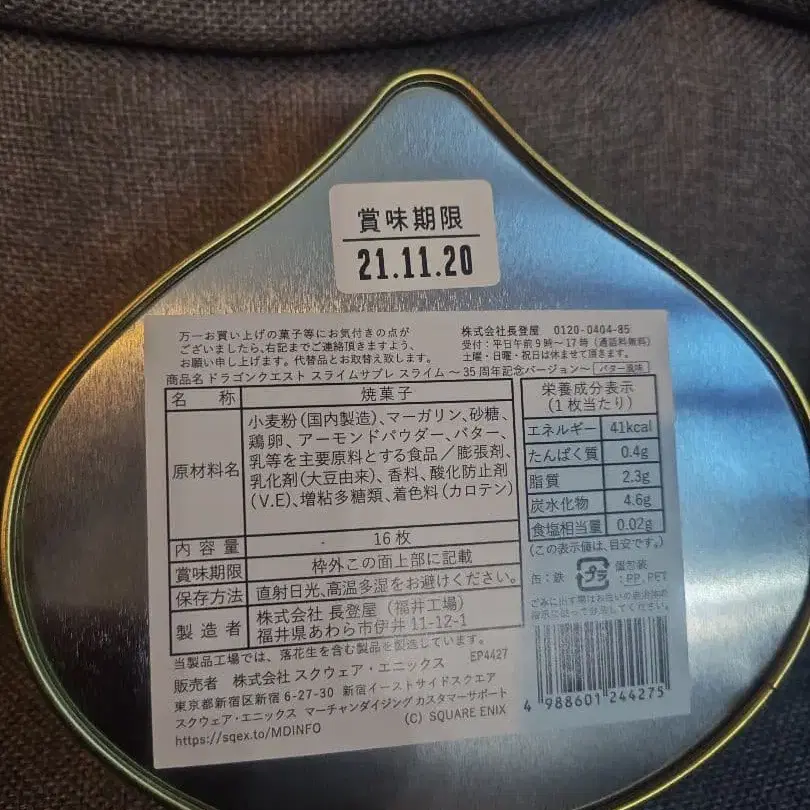 賞味期限
21.11.20
万一お買い上げの菓子等にお気付きの点が
ございましたら、右記までご連絡頂きますよう、
お願い申し上げます。代替品とお取替え致します。
株式会社長登屋 0120-0404-85
受付：平日午前9時～17時（通話料無料）
土曜・日曜・祝日は休ませて頂きます。
商品名 ドラゴンクエスト スライムサブレ スライム ～35周年記念バージョン～ バター風味
名称 焼菓子
原材料名
小麦粉（国内製造）、マーガリン、砂糖、
鶏卵、アーモンドパウダー、バター、
乳等を主要原料とする食品／膨張剤、
乳化剤（大豆由来）、香料、酸化防止剤
（V.E）、増粘多糖類、着色料（カロテン）
内容量 16枚
賞味期限 枠外この面上部に記載
保存方法 直射日光、高温多湿をお避けください。
製造者 株式会社 長登屋（福井工場）
福井県あわら市伊井 11-12-1
当製品工場では、落花生を含む製品を製造しています。
販売者 株式会社 スクウェア・エニックス EP4427
東京都新宿区新宿 6-27-30 新宿イーストサイドスクエア
スクウェア・エニックス マーチャンダイジング カスタマーサポート
https://sqex.to/MDINFO (C) SQUARE ENIX
栄養成分表示
（1枚当たり）
エネルギー 41kcal
たんぱく質 0.4g
脂質 2.3g
炭水化物 4.6g
食塩相当量 0.02g
（この表示値は、目安です。）
缶：鉄 プラ 個包装
：PP,PET
4 988601 244275